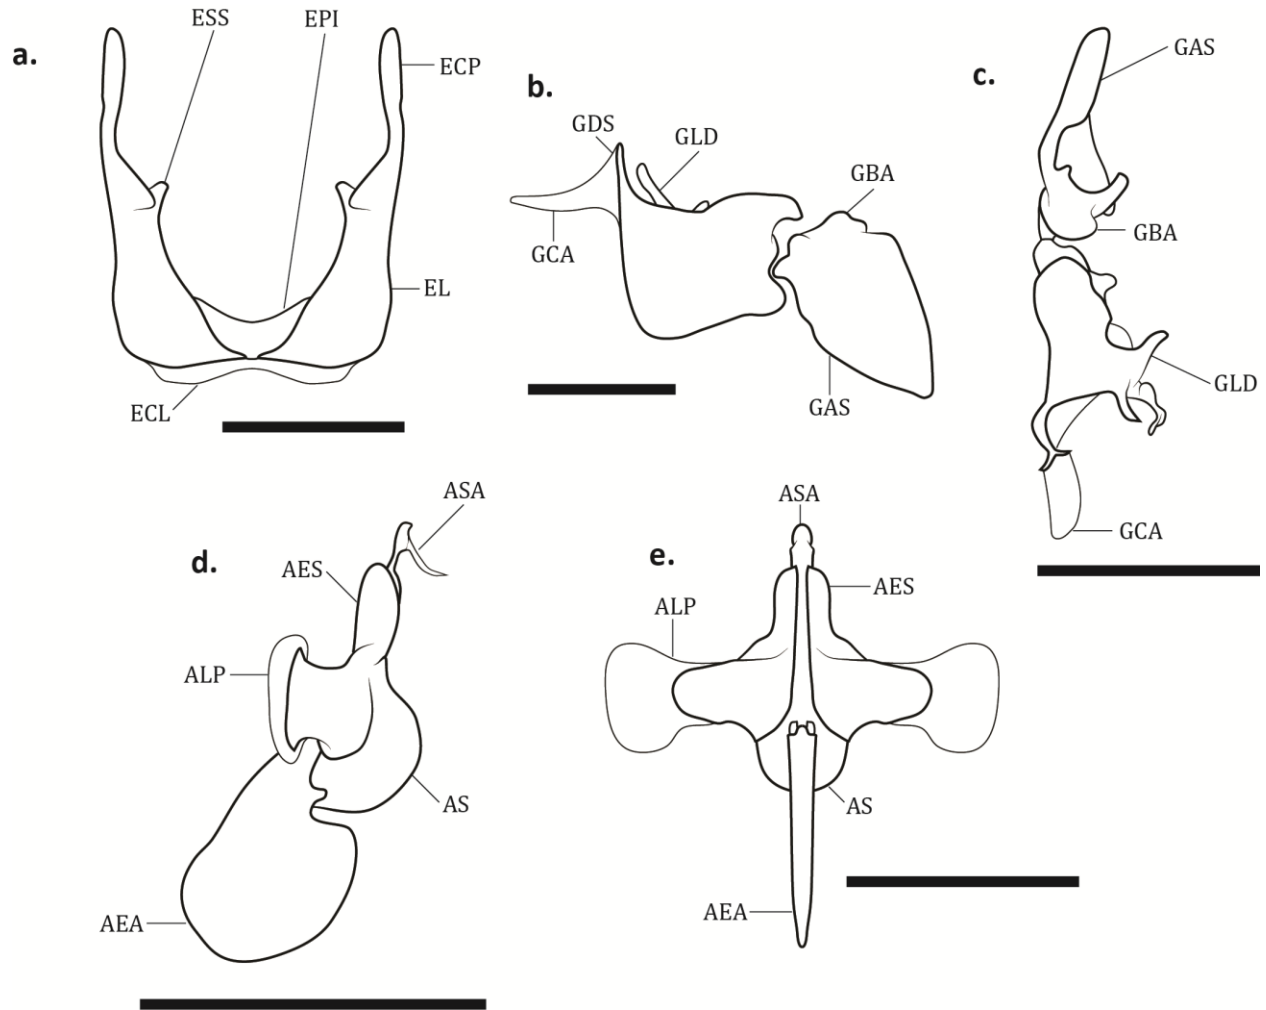 a.
ESS
EPI
ECP
EL
ECL
b.
GDS
GLD
GBA
GCA
GAS
c.
GAS
GBA
GLD
GCA
d.
ASA
AES
ALP
AS
AEA
e.
ASA
AES
ALP
AS
AEA